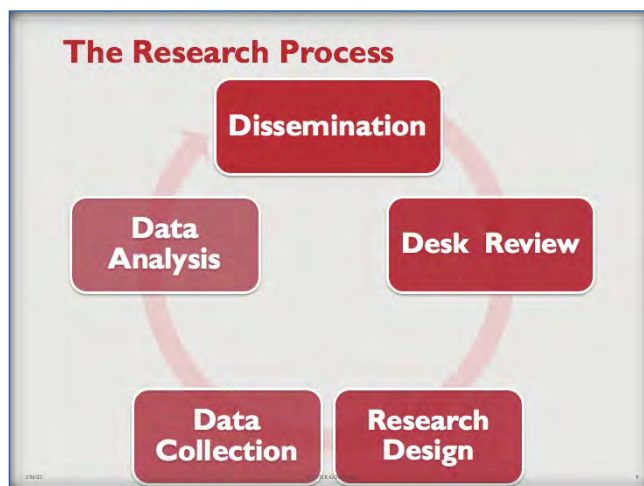 The Research Process
Dissemination
Desk Review
Research
Design
Data
Collection
Data
Analysis